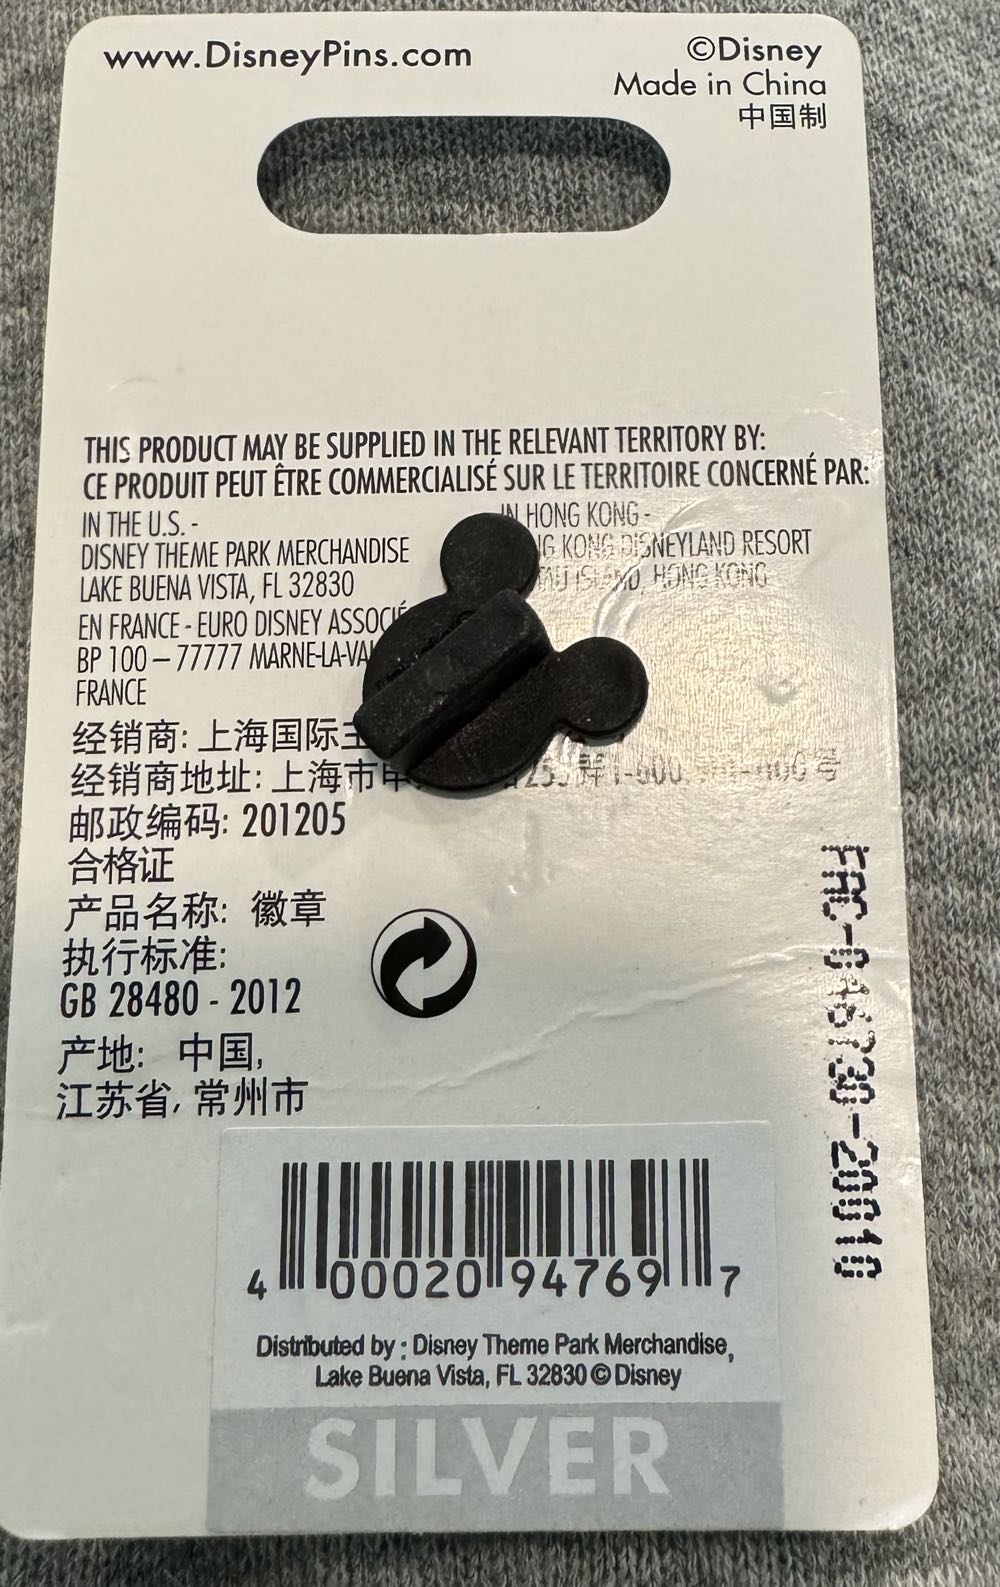 www.DisneyPins.com
©Disney
Made in China
中国制
THIS PRODUCT MAY BE SUPPLIED IN THE RELEVANT TERRITORY BY:
CE PRODUIT PEUT ÊTRE COMMERCIALISÉ SUR LE TERRITOIRE CONCERNÉ PAR:
IN THE U.S. -
DISNEY THEME PARK MERCHANDISE
LAKE BUENA VISTA, FL 32830
IN HONG KONG -
DISNEYLAND RESORT
HONG KONG
EN FRANCE - EURO DISNEY
BP 100 – 77777 MARNE-LA-
FRANCE
经销商: 上海国际
经销商地址: 上海市
邮政编码: 201205
合格证
产品名称: 徽章
执行标准:
GB 28480 - 2012
产地: 中国,
江苏省, 常州市
4 00020 94769 7
Distributed by : Disney Theme Park Merchandise,
Lake Buena Vista, FL 32830 © Disney
SILVER